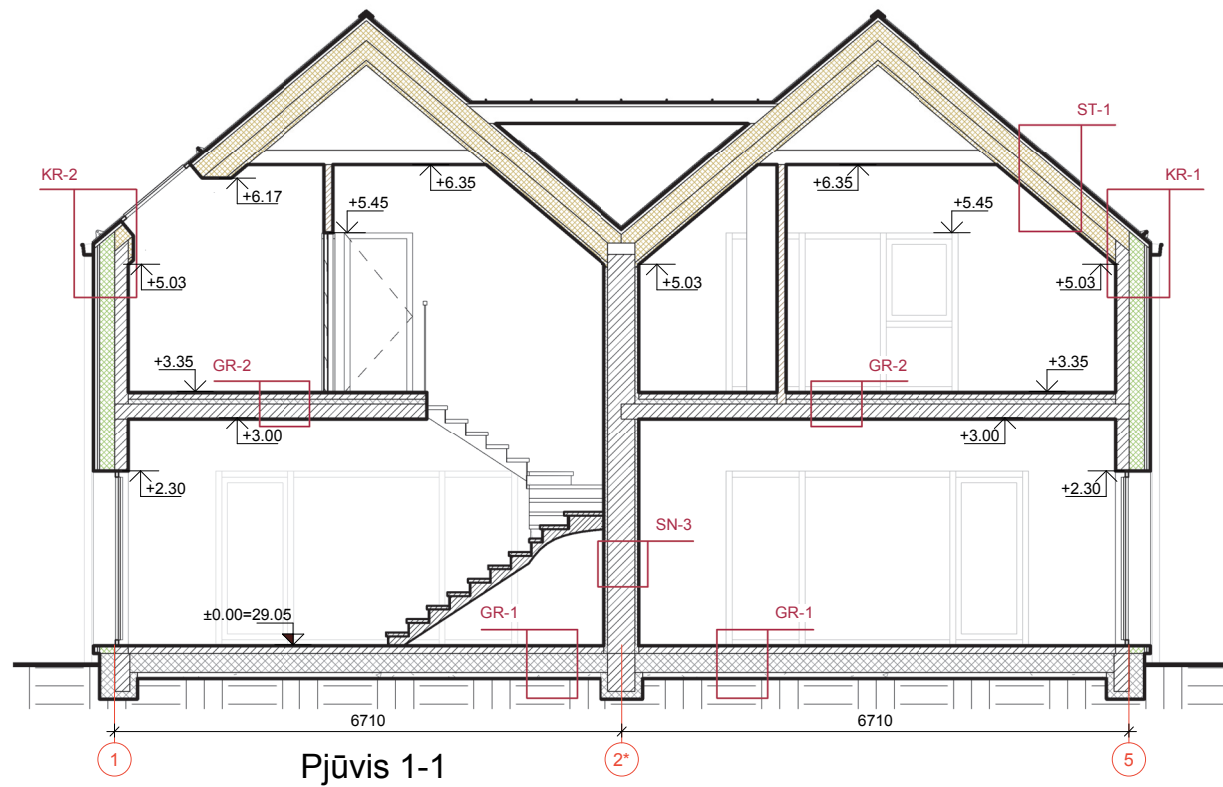 ST-1
KR-2
KR-1
+6.17
+6.35
+6.35
+5.45
+5.45
+5.03
+5.03
+5.03
+3.35
GR-2
GR-2
+3.35
+3.00
+3.00
+2.30
+2.30
SN-3
±0.00=29.05
GR-1
GR-1
6710
6710
1
2*
5
Pjūvis 1-1